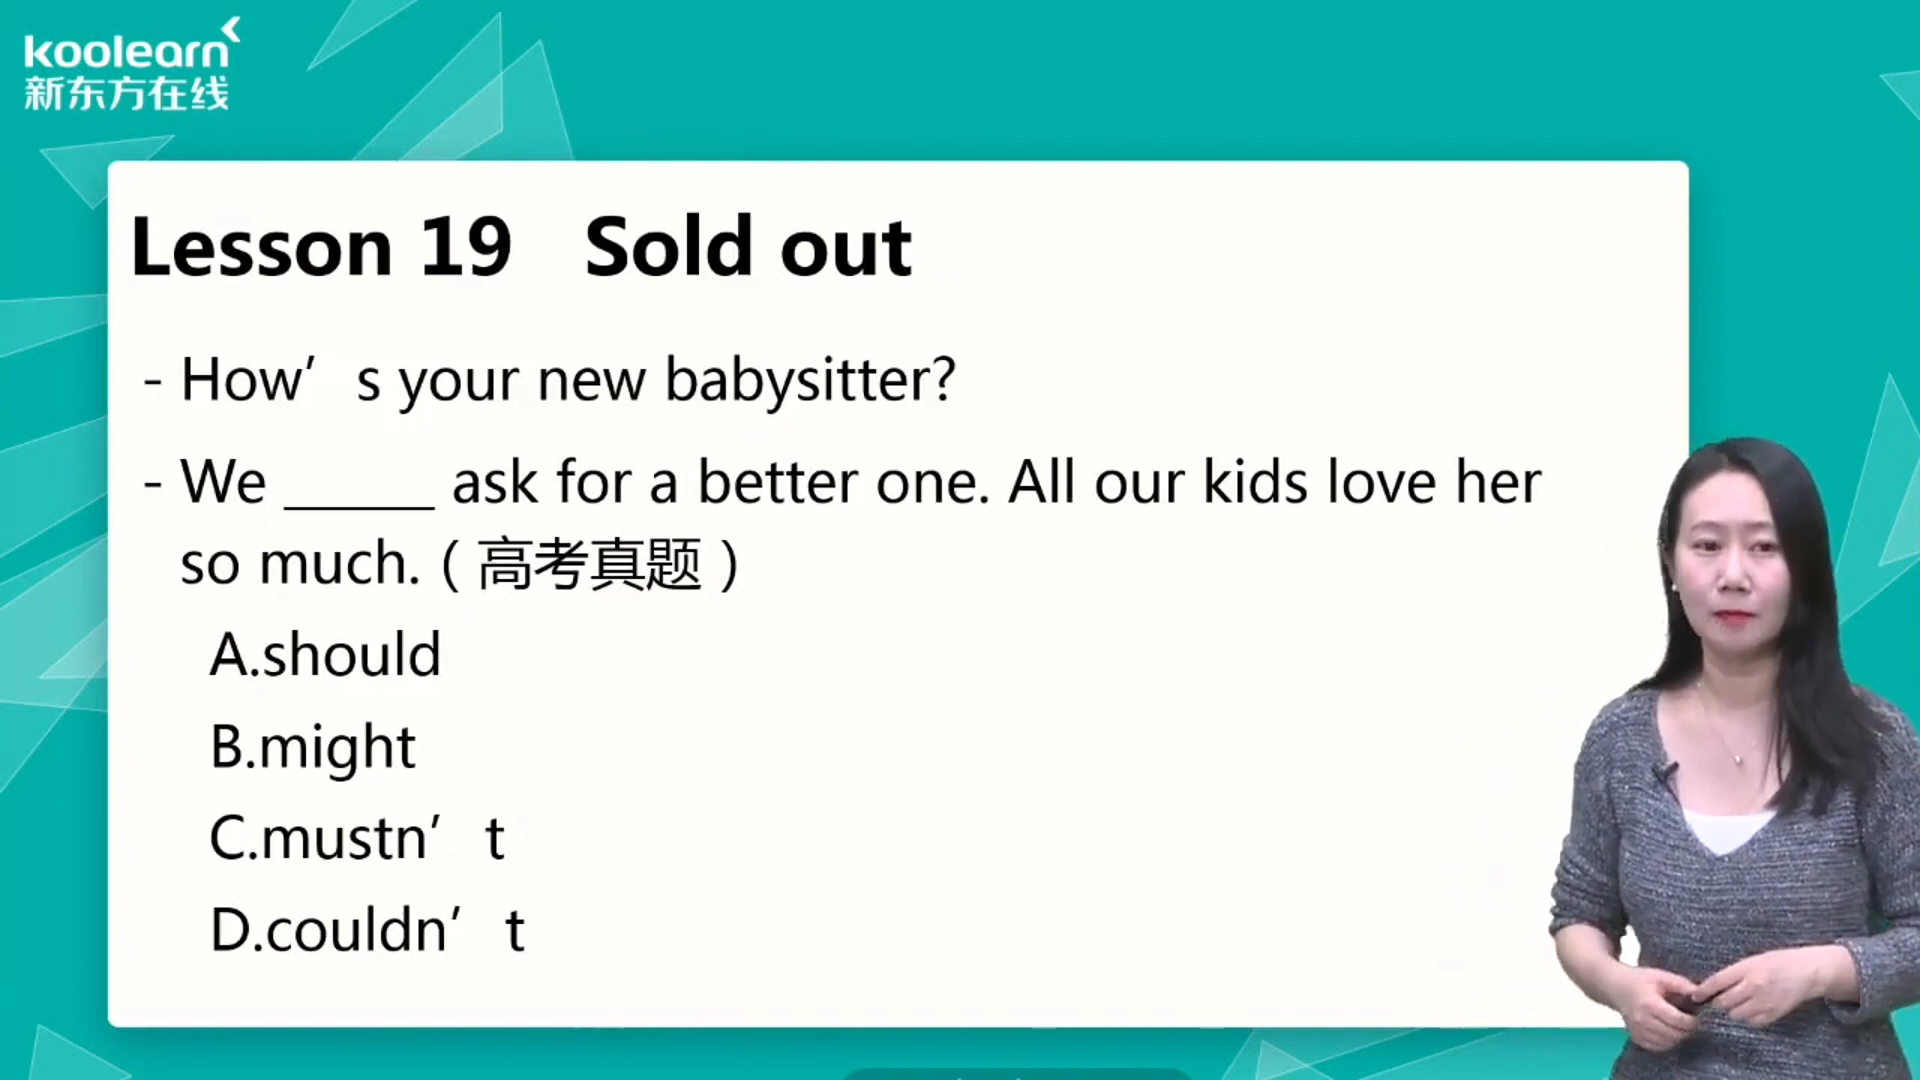 koolearn
新东方在线
Lesson 19 Sold out
- How’s your new babysitter?
- We _____ ask for a better one. All our kids love her
so much.（高考真题）
A.should
B.might
C.mustn’t
D.couldn’t